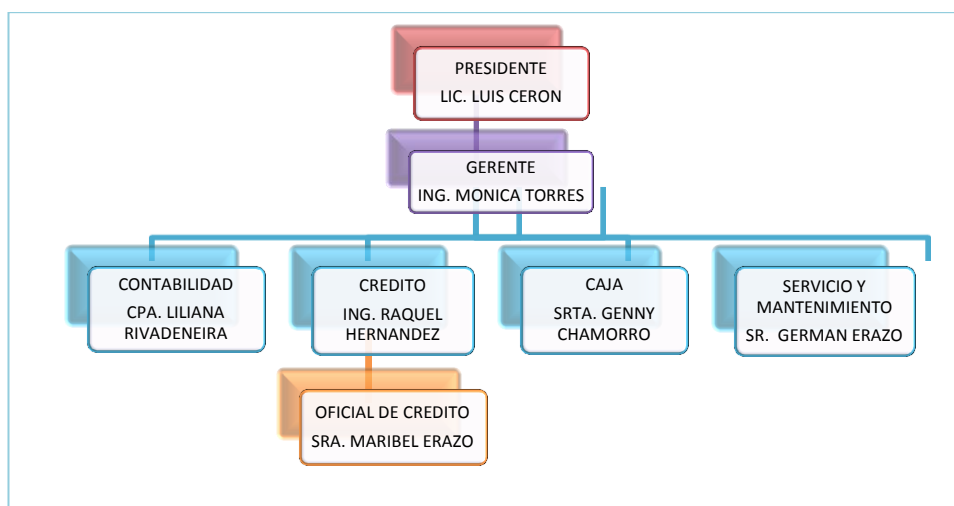 PRESIDENTE
LIC. LUIS CERON
GERENTE
ING. MONICA TORRES
CONTABILIDAD
CPA. LILIANA
RIVADENEIRA
CREDITO
ING. RAQUEL
HERNANDEZ
CAJA
SRTA. GENNY
CHAMORRO
SERVICIO Y
MANTENIMIENTO
SR. GERMAN ERAZO
OFICIAL DE CREDITO
SRA. MARIBEL ERAZO